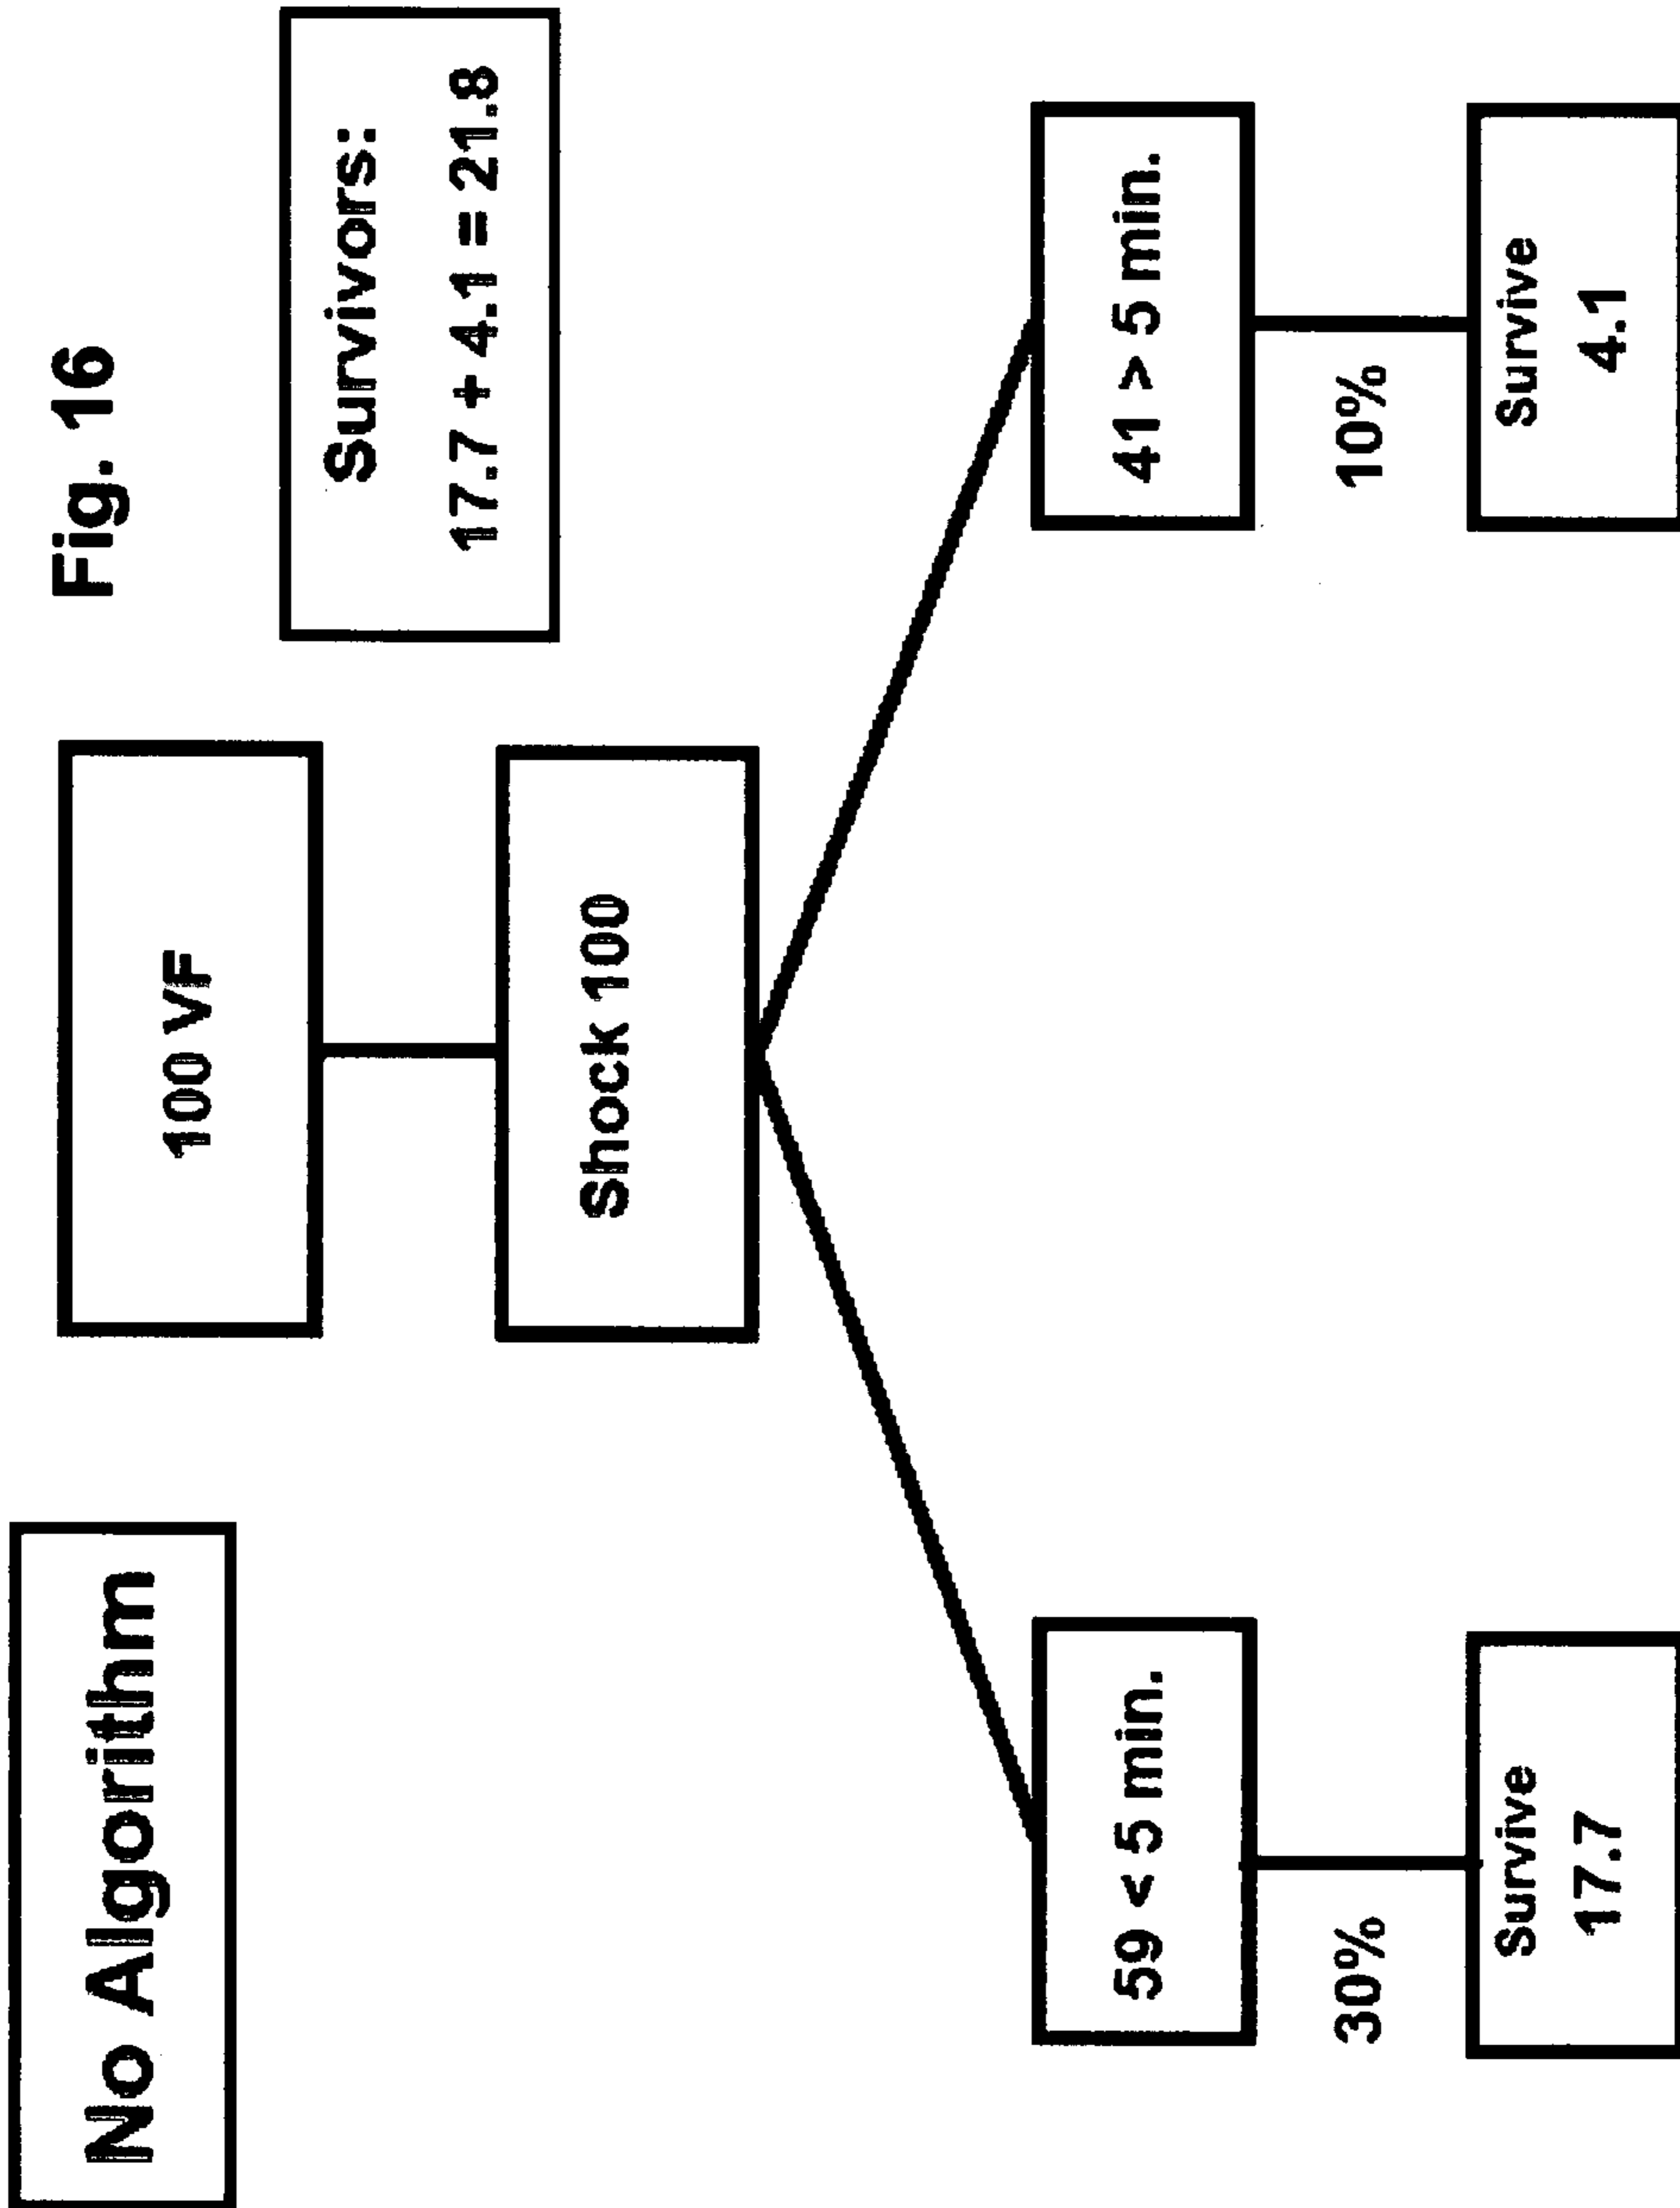 No Algorithm
Fig. 16
100 VF
Survivors:
17.7 + 4.1 = 21.8
Shock 100
59 < 5 min.
41 > 5 min.
30%
10%
Survive
17.7
Survive
4.1